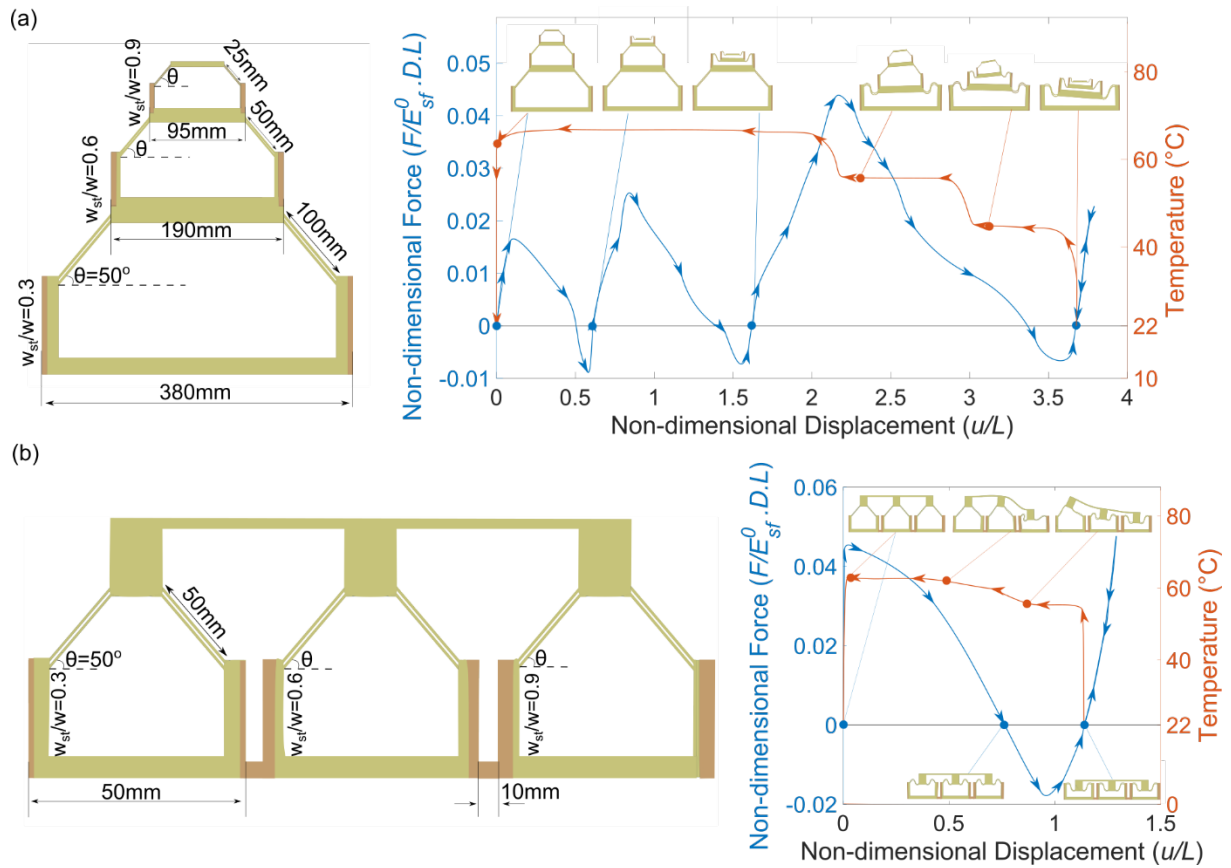 (a)
w_st/w=0.9
θ
25mm
95mm
50mm
w_st/w=0.6
θ
190mm
100mm
θ=50°
w_st/w=0.3
380mm
Non-dimensional Force (F/E⁰_sf .D.L)
0.05
0.04
0.03
0.02
0.01
0
-0.01
0 0.5 1 1.5 2 2.5 3 3.5 4
Non-dimensional Displacement (u/L)
80
60
40
22
10
Temperature (°C)
(b)
50mm
θ=50°
θ
θ
w_st/w=0.3
w_st/w=0.6
w_st/w=0.9
50mm
10mm
Non-dimensional Force (F/E⁰_sf .D.L)
0.06
0.04
0.02
0
-0.02
0 0.5 1 1.5
Non-dimensional Displacement (u/L)
80
60
40
22
0
Temperature (°C)